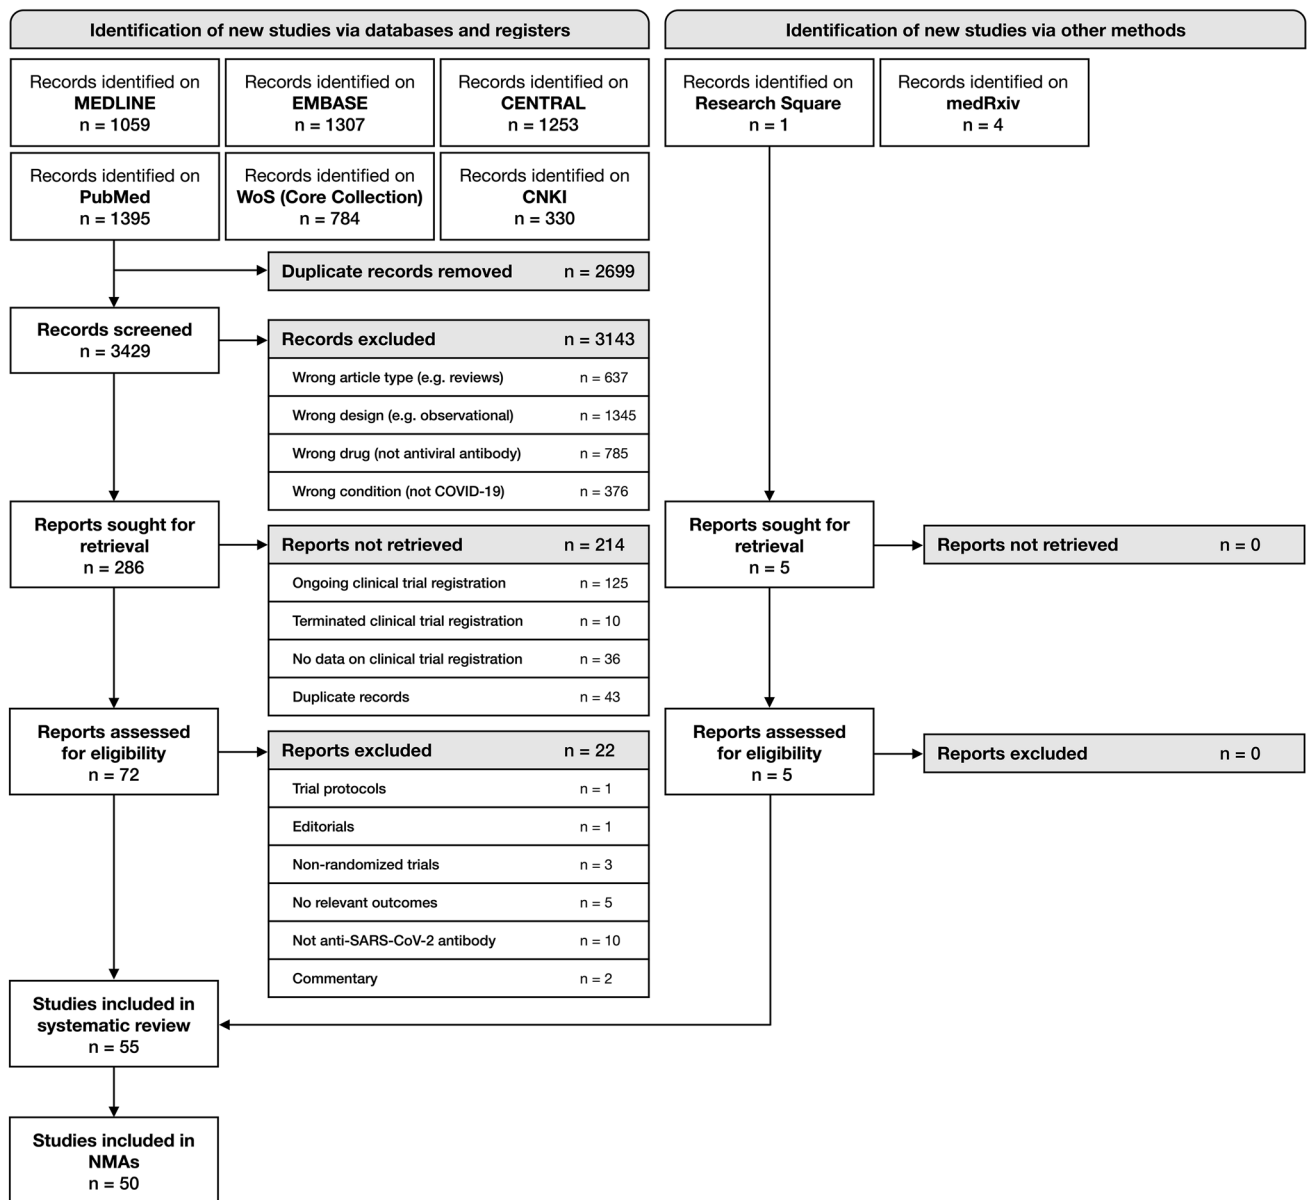 Identification of new studies via databases and registers
Records identified on
MEDLINE
n = 1059
Records identified on
EMBASE
n = 1307
Records identified on
CENTRAL
n = 1253
Records identified on
PubMed
n = 1395
Records identified on
WoS (Core Collection)
n = 784
Records identified on
CNKI
n = 330
Duplicate records removed n = 2699
Records screened
n = 3429
Records excluded n = 3143
Wrong article type (e.g. reviews) n = 637
Wrong design (e.g. observational) n = 1345
Wrong drug (not antiviral antibody) n = 785
Wrong condition (not COVID-19) n = 376
Reports sought for
retrieval
n = 286
Reports not retrieved n = 214
Ongoing clinical trial registration n = 125
Terminated clinical trial registration n = 10
No data on clinical trial registration n = 36
Duplicate records n = 43
Reports assessed
for eligibility
n = 72
Reports excluded n = 22
Trial protocols n = 1
Editorials n = 1
Non-randomized trials n = 3
No relevant outcomes n = 5
Not anti-SARS-CoV-2 antibody n = 10
Commentary n = 2
Identification of new studies via other methods
Records identified on
Research Square
n = 1
Records identified on
medRxiv
n = 4
Reports sought for
retrieval
n = 5
Reports not retrieved n = 0
Reports assessed
for eligibility
n = 5
Reports excluded n = 0
Studies included in
systematic review
n = 55
Studies included in
NMAs
n = 50